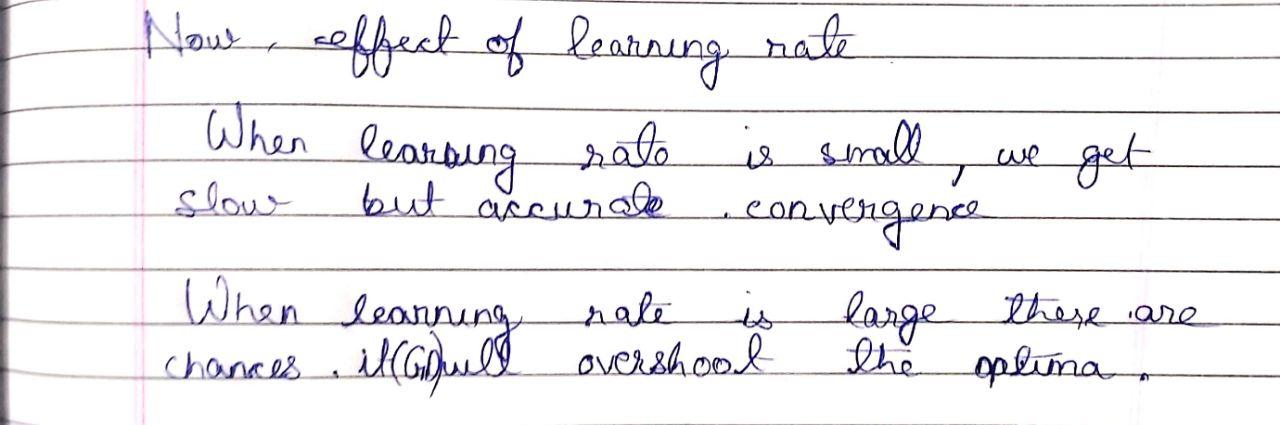 Now, effect of learning rate
When learning rate is small, we get
slow but accurate convergence
When learning rate is large there are
chances it (G) will overshoot the optima.